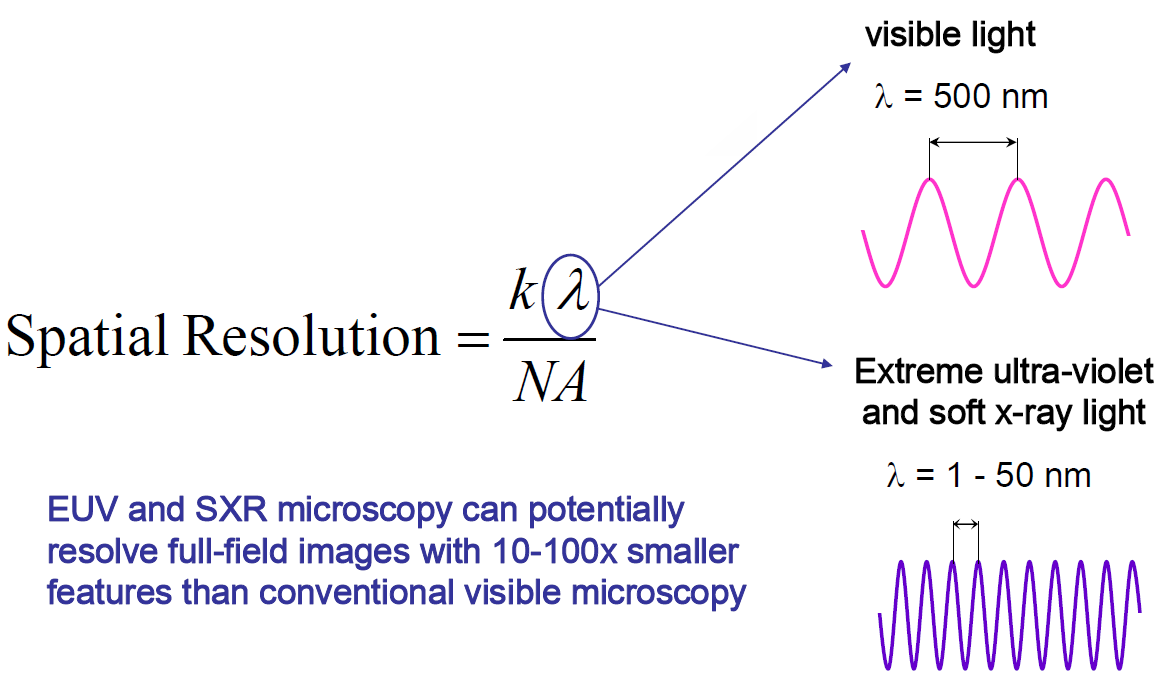 visible light
λ = 500 nm
Spatial Resolution = kλ / NA
Extreme ultra-violet
and soft x-ray light
λ = 1 - 50 nm
EUV and SXR microscopy can potentially
resolve full-field images with 10-100x smaller
features than conventional visible microscopy